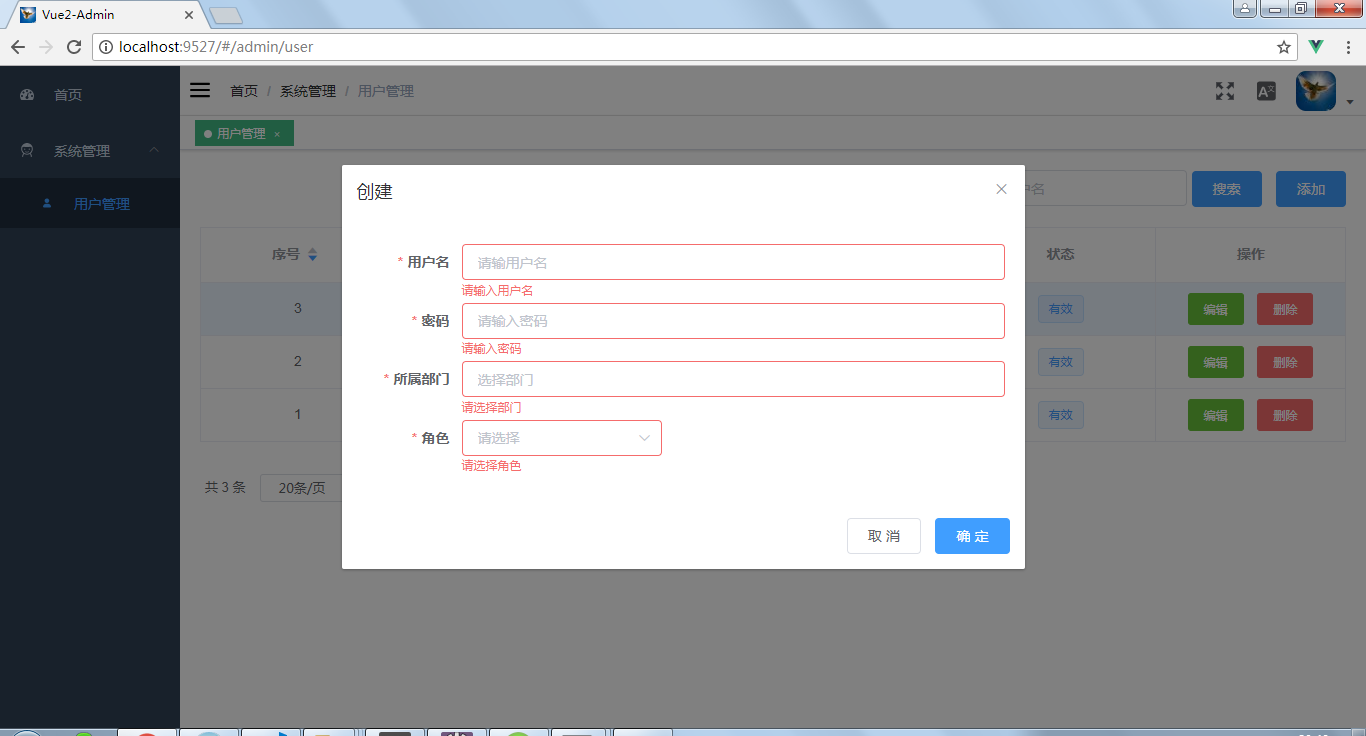 Vue2-Admin
localhost:9527/#/admin/user
首页
系统管理
用户管理
首页 / 系统管理 / 用户管理
用户管理 ×
户名
搜索
添加
序号
状态
操作
3
有效
编辑
删除
2
有效
编辑
删除
1
有效
编辑
删除
共 3 条
20条/页
创建
* 用户名
请输用户名
请输入用户名
* 密码
请输入密码
请输入密码
* 所属部门
选择部门
请选择部门
* 角色
请选择
请选择角色
取 消
确 定